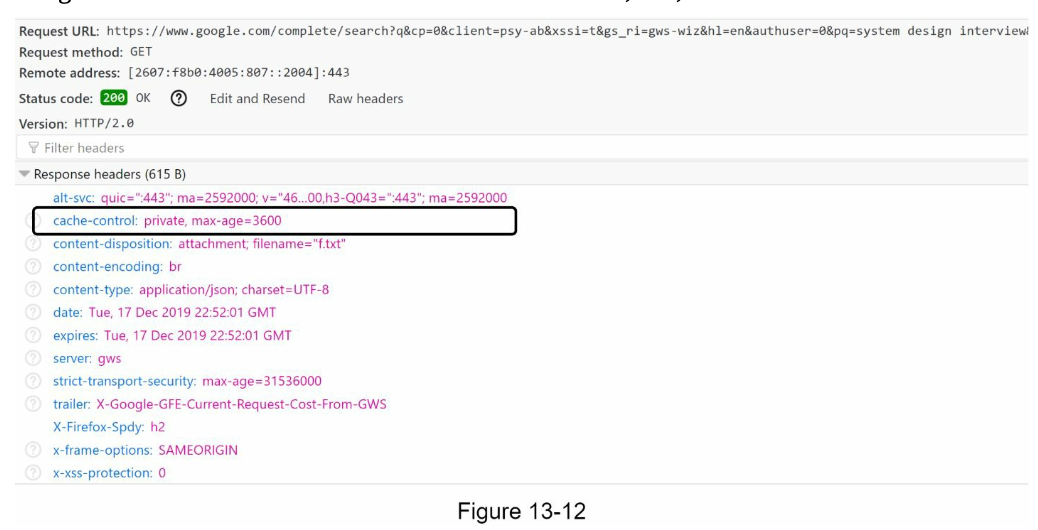 Request URL: https://www.google.com/complete/search?q&cp=0&client=psy-ab&xssi=t&gs_ri=gws-wiz&hl=en&authuser=0&pq=system design interview&
Request method: GET
Remote address: [2607:f8b0:4005:807::2004]:443
Status code: 200 OK ? Edit and Resend Raw headers
Version: HTTP/2.0
Filter headers
Response headers (615 B)
alt-svc: quic=":443"; ma=2592000; v="46...00,h3-Q043=":443"; ma=2592000
? cache-control: private, max-age=3600
? content-disposition: attachment; filename="f.txt"
? content-encoding: br
? content-type: application/json; charset=UTF-8
? date: Tue, 17 Dec 2019 22:52:01 GMT
? expires: Tue, 17 Dec 2019 22:52:01 GMT
? server: gws
? strict-transport-security: max-age=31536000
? trailer: X-Google-GFE-Current-Request-Cost-From-GWS
X-Firefox-Spdy: h2
? x-frame-options: SAMEORIGIN
? x-xss-protection: 0
Figure 13-12